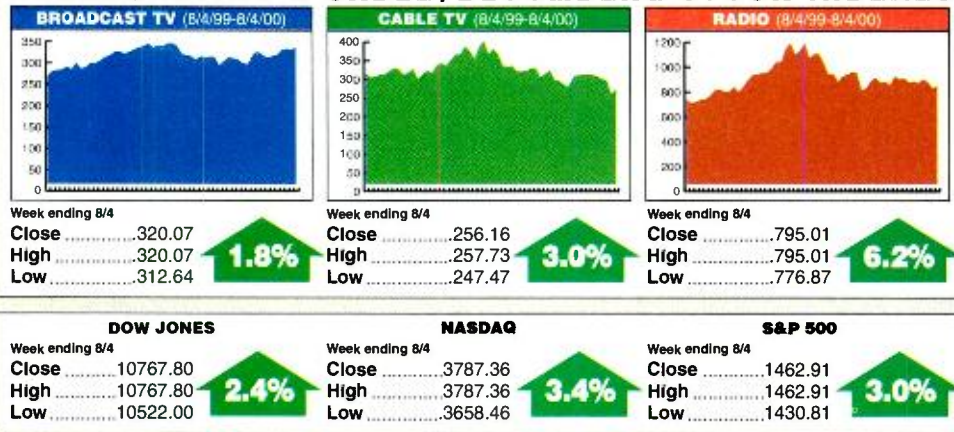 BROADCAST TV (8/4/99-8/4/00)
350
300
250
200
150
100
50
0
Week ending 8/4
Close ..............320.07
High ...............320.07
Low ................312.64
1.8%
CABLE TV (8/4/99-8/4/00)
400
350
300
250
200
150
100
50
0
Week ending 8/4
Close ..............256.16
High ...............257.73
Low ................247.47
3.0%
RADIO (8/4/99-8/4/00)
1200
1000
800
600
400
200
0
Week ending 8/4
Close ..............795.01
High ...............795.01
Low ................776.87
6.2%
DOW JONES
Week ending 8/4
Close ..........10767.80
High ...........10767.80
Low ............10522.00
2.4%
NASDAQ
Week ending 8/4
Close ............3787.36
High .............3787.36
Low ..............3658.46
3.4%
S&P 500
Week ending 8/4
Close ............1462.91
High .............1462.91
Low ..............1430.81
3.0%